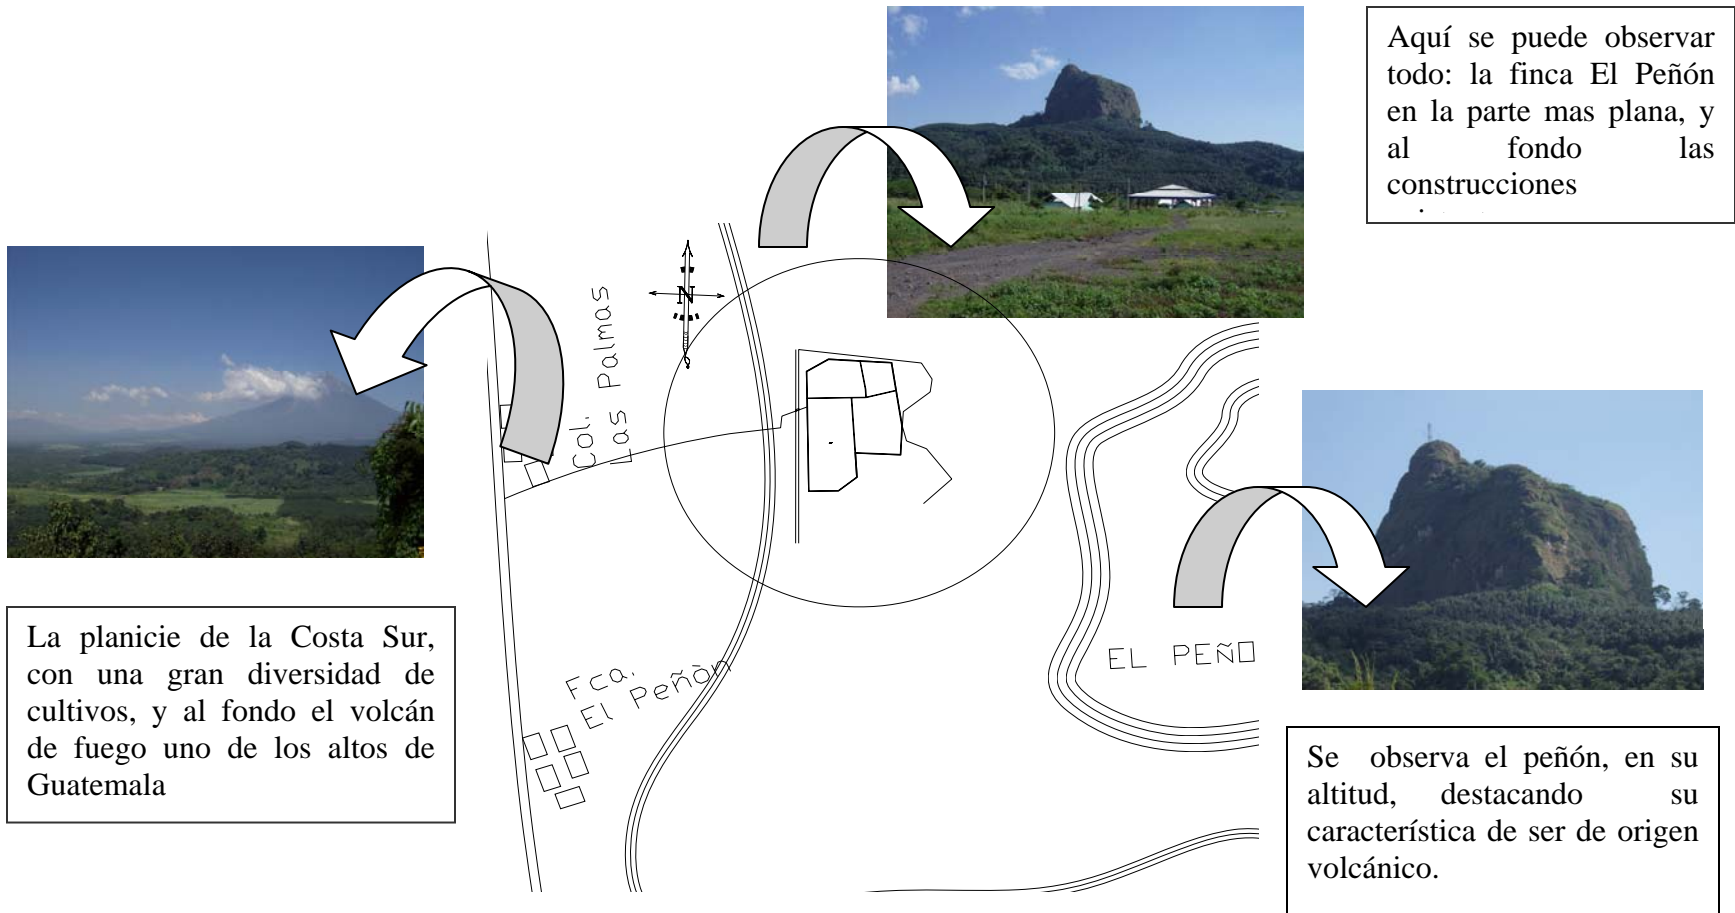 Aquí se puede observar
todo: la finca El Peñón
en la parte mas plana, y
al fondo las
construcciones
N
Col.
Las Palmas
La planicie de la Costa Sur,
con una gran diversidad de
cultivos, y al fondo el volcán
de fuego uno de los altos de
Guatemala
Fca.
El Peñòn
EL PEÑO
Se observa el peñón, en su
altitud, destacando su
característica de ser de origen
volcánico.